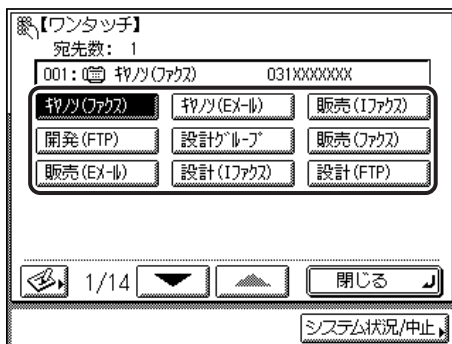 【ワンタッチ】
宛先数: 1
001: ｷﾔﾉﾝ(ﾌｧｸｽ) 031XXXXXXX
ｷﾔﾉﾝ(ﾌｧｸｽ) ｷﾔﾉﾝ(Eﾒｰﾙ) 販売(Iﾌｧｸｽ)
開発(FTP) 設計ｸﾞﾙｰﾌﾟ 販売(ﾌｧｸｽ)
販売(Eﾒｰﾙ) 設計(Iﾌｧｸｽ) 設計(FTP)
1/14 閉じる
システム状況/中止